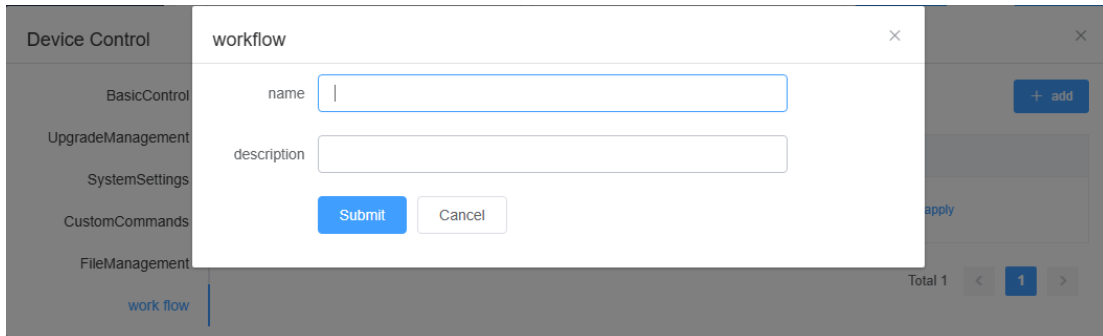 Device Control
workflow
BasicControl
name
+ add
UpgradeManagement
description
SystemSettings
CustomCommands
Submit
Cancel
apply
FileManagement
Total 1
1
work flow